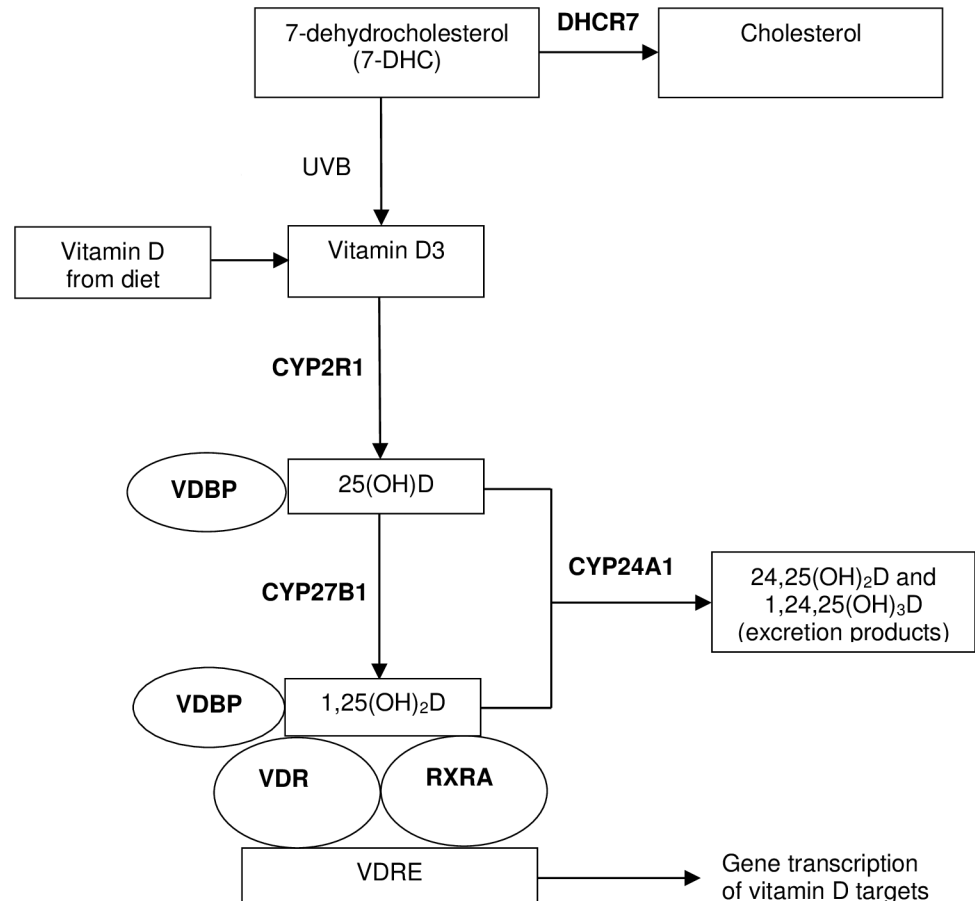 7-dehydrocholesterol
(7-DHC)
DHCR7
Cholesterol
UVB
Vitamin D
from diet
Vitamin D3
CYP2R1
VDBP
25(OH)D
CYP27B1
CYP24A1
24,25(OH)₂D and
1,24,25(OH)₃D
(excretion products)
VDBP
1,25(OH)₂D
VDR
RXRA
VDRE
Gene transcription
of vitamin D targets